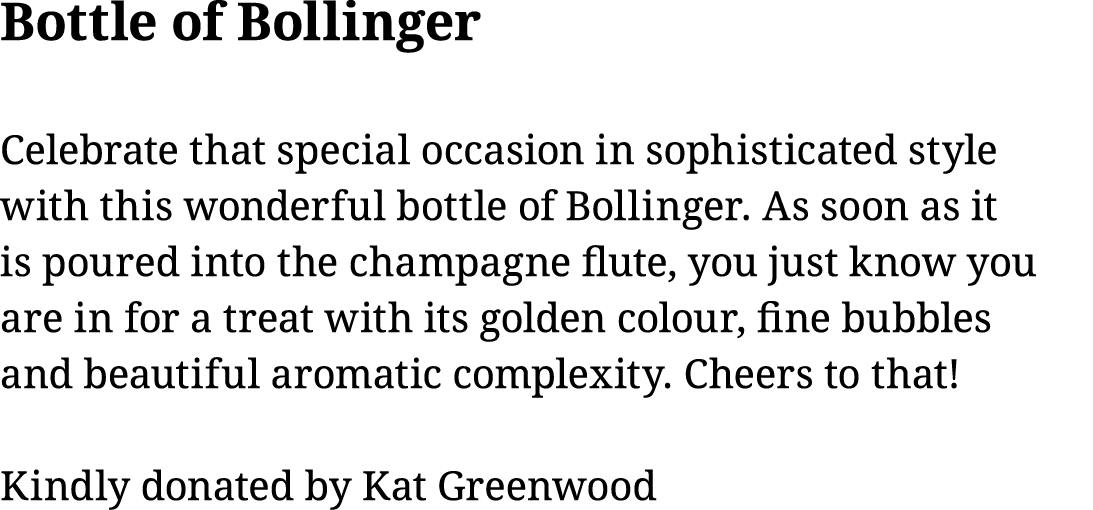 Bottle of Bollinger
Celebrate that special occasion in sophisticated style
with this wonderful bottle of Bollinger. As soon as it
is poured into the champagne flute, you just know you
are in for a treat with its golden colour, fine bubbles
and beautiful aromatic complexity. Cheers to that!
Kindly donated by Kat Greenwood